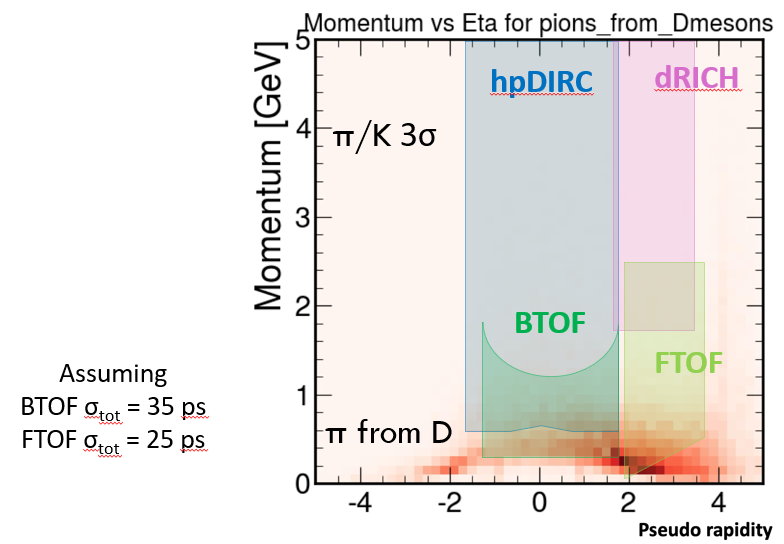 Momentum vs Eta for pions_from_Dmesons
Momentum [GeV]
5
4
3
2
1
0
hpDIRC
dRICH
π/K 3σ
BTOF
FTOF
π from D
Assuming
BTOF σtot = 35 ps
FTOF σtot = 25 ps
-4 -2 0 2 4
Pseudo rapidity